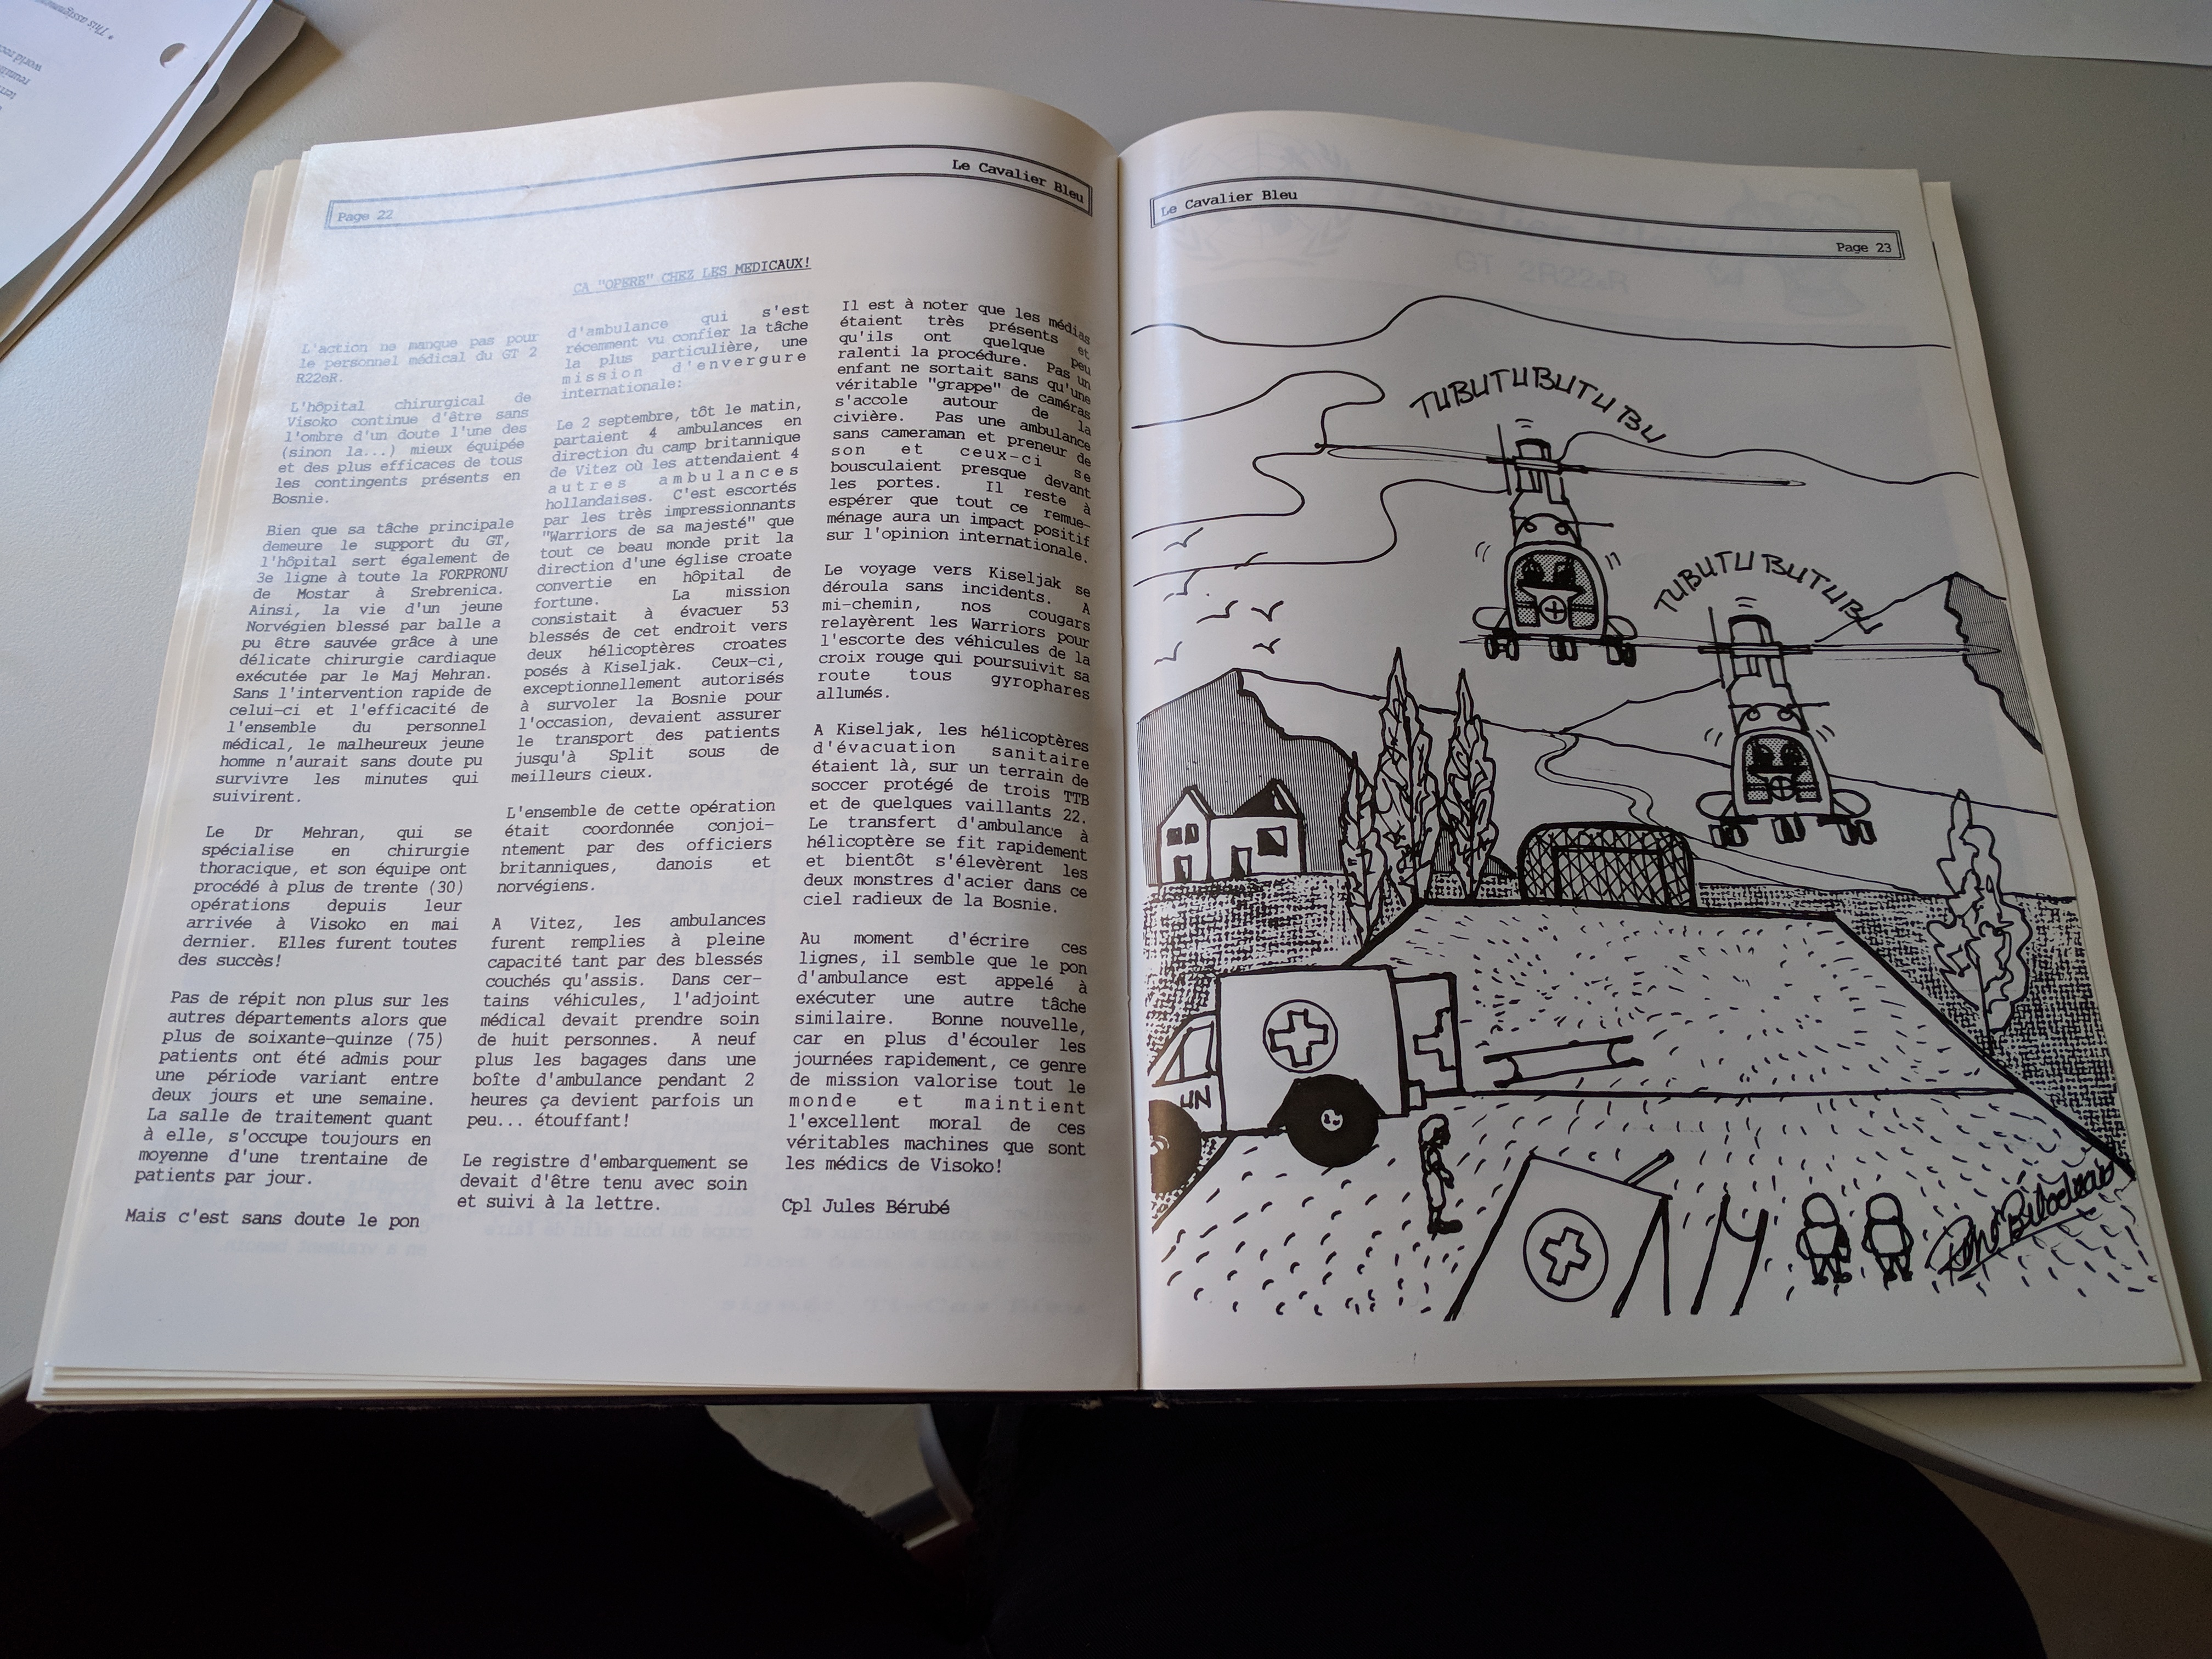 Page 22
Le Cavalier Bleu
CA "OPERE" CHEZ LES MEDICAUX!
L'action ne manque pas pour
le personnel médical du GT 2
R22eR.
L'hôpital chirurgical de
Visoko continue d'être sans
l'ombre d'un doute l'une des
(sinon la...) mieux équipée
et des plus efficaces de tous
les contingents présents en
Bosnie.
Bien que sa tâche principale
demeure le support du GT,
l'hôpital sert également de
3e ligne à toute la FORPRONU
de Mostar à Srebrenica.
Ainsi, la vie d'un jeune
Norvégien blessé par balle a
pu être sauvée grâce à une
délicate chirurgie cardiaque
exécutée par le Maj Mehran.
Sans l'intervention rapide de
celui-ci et l'efficacité de
l'ensemble du personnel
médical, le malheureux jeune
homme n'aurait sans doute pu
survivre les minutes qui
suivirent.
Le Dr Mehran, qui se
spécialise en chirurgie
thoracique, et son équipe ont
procédé à plus de trente (30)
opérations depuis leur
arrivée à Visoko en mai
dernier. Elles furent toutes
des succès!
Pas de répit non plus sur les
autres départements alors que
plus de soixante-quinze (75)
patients ont été admis pour
une période variant entre
deux jours et une semaine.
La salle de traitement quant
à elle, s'occupe toujours en
moyenne d'une trentaine de
patients par jour.
Mais c'est sans doute le pon
d'ambulance qui s'est
récemment vu confier la tâche
la plus particulière, une
mission d'envergure
internationale:
Le 2 septembre, tôt le matin,
partaient 4 ambulances en
direction du camp britannique
de Vitez où les attendaient 4
autres ambulances
hollandaises. C'est escortés
par les très impressionnants
"Warriors de sa majesté" que
tout ce beau monde prit la
direction d'une église croate
convertie en hôpital de
fortune. La mission
consistait à évacuer 53
blessés de cet endroit vers
deux hélicoptères croates
posés à Kiseljak. Ceux-ci,
exceptionnellement autorisés
à survoler la Bosnie pour
l'occasion, devaient assurer
le transport des patients
jusqu'à Split sous de
meilleurs cieux.
L'ensemble de cette opération
était coordonnée conjoi-
ntement par des officiers
britanniques, danois et
norvégiens.
A Vitez, les ambulances
furent remplies à pleine
capacité tant par des blessés
couchés qu'assis. Dans cer-
tains véhicules, l'adjoint
médical devait prendre soin
de huit personnes. A neuf
plus les bagages dans une
boîte d'ambulance pendant 2
heures ça devient parfois un
peu... étouffant!
Le registre d'embarquement se
devait d'être tenu avec soin
et suivi à la lettre.
Il est à noter que les médias
étaient très présents et
qu'ils ont quelque peu
ralenti la procédure. Pas un
enfant ne sortait sans qu'une
véritable "grappe" de caméras
s'accole autour de la
civière. Pas une ambulance
sans cameraman et preneur de
son et ceux-ci se
bousculaient presque devant
les portes. Il reste à
espérer que tout ce remue-
ménage aura un impact positif
sur l'opinion internationale.
Le voyage vers Kiseljak se
déroula sans incidents. A
mi-chemin, nos cougars
relayèrent les Warriors pour
l'escorte des véhicules de la
croix rouge qui poursuivit sa
route tous gyrophares
allumés.
A Kiseljak, les hélicoptères
d'évacuation sanitaire
étaient là, sur un terrain de
soccer protégé de trois TTB
et de quelques vaillants 22.
Le transfert d'ambulance à
hélicoptère se fit rapidement
et bientôt s'élevèrent les
deux monstres d'acier dans ce
ciel radieux de la Bosnie.
Au moment d'écrire ces
lignes, il semble que le pon
d'ambulance est appelé à
exécuter une autre tâche
similaire. Bonne nouvelle,
car en plus d'écouler les
journées rapidement, ce genre
de mission valorise tout le
monde et maintient
l'excellent moral de ces
véritables machines que sont
les médics de Visoko!
Cpl Jules Bérubé
Le Cavalier Bleu
Page 23
TUBUTUBUTUBU
TUBUTUBUTUBU
UN
GT 2R22eR